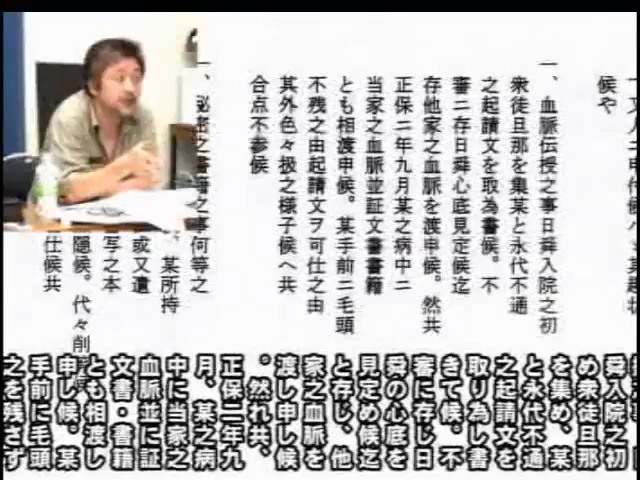 候や
一、血脈伝授之事日舜入院之初
衆徒旦那を集某と永代不通
之起請文を取為書候。不
審ニ存日舜心底見定候迄
存他家之血脈を渡申候。然共
正保二年九月某之病中ニ
当家之血脈並証文書書籍
とも相渡申候。某手前ニ毛頭
不残之由起請文ヲ可仕之由
其外色々扱之様子候へ共
合点不参候
一、秘密之書籍之事何等之
、某所持
或又遣
写之本
隠候。代々削
仕候共
舜入院之初
め衆徒旦那
を集め、某
と永代不通
之起請文を
取り為し書
きて候。不
審に存じ日
舜の心底を
見定め候迄
と存じ、他
家之血脈を
渡し申し候
。然れ共、
正保二年九
月、某之病
中に当家之
血脈並に証
文書・書籍
とも相渡し
申し候。某
手前に毛頭
之を残さず